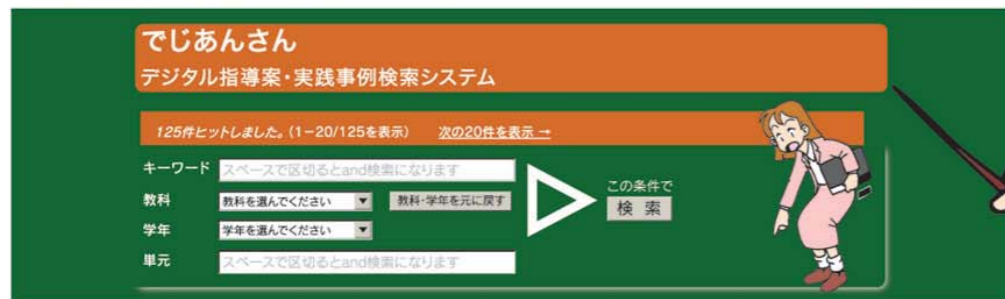 でじあんさん
デジタル指導案・実践事例検索システム
125件ヒットしました。(1-20/125を表示) 次の20件を表示 →
キーワード スペースで区切るとand検索になります
教科 教科を選んでください 教科・学年を元に戻す
学年 学年を選んでください
単元 スペースで区切るとand検索になります
この条件で
検 索